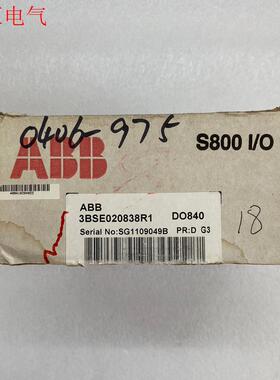 电气
0406-975
ABB
S800 I/O
ABB
3BSE020838R1 DO840
Serial No:SG1109049B PR:D G3
18